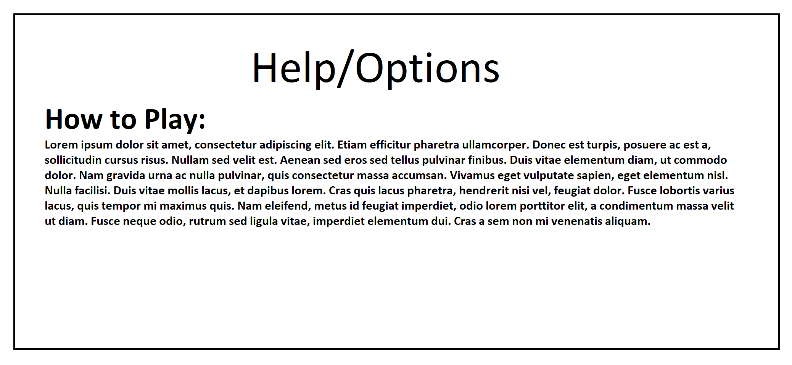 Help/Options
How to Play:
Lorem ipsum dolor sit amet, consectetur adipiscing elit. Etiam efficitur pharetra ullamcorper. Donec est turpis, posuere ac est a,
sollicitudin cursus risus. Nullam sed velit est. Aenean sed eros sed tellus pulvinar finibus. Duis vitae elementum diam, ut commodo
dolor. Nam gravida urna ac nulla pulvinar, quis consectetur massa accumsan. Vivamus eget vulputate sapien, eget elementum nisl.
Nulla facilisi. Duis vitae mollis lacus, et dapibus lorem. Cras quis lacus pharetra, hendrerit nisi vel, feugiat dolor. Fusce lobortis varius
lacus, quis tempor mi maximus quis. Nam eleifend, metus id feugiat imperdiet, odio lorem porttitor elit, a condimentum massa velit
ut diam. Fusce neque odio, rutrum sed ligula vitae, imperdiet elementum dui. Cras a sem non mi venenatis aliquam.